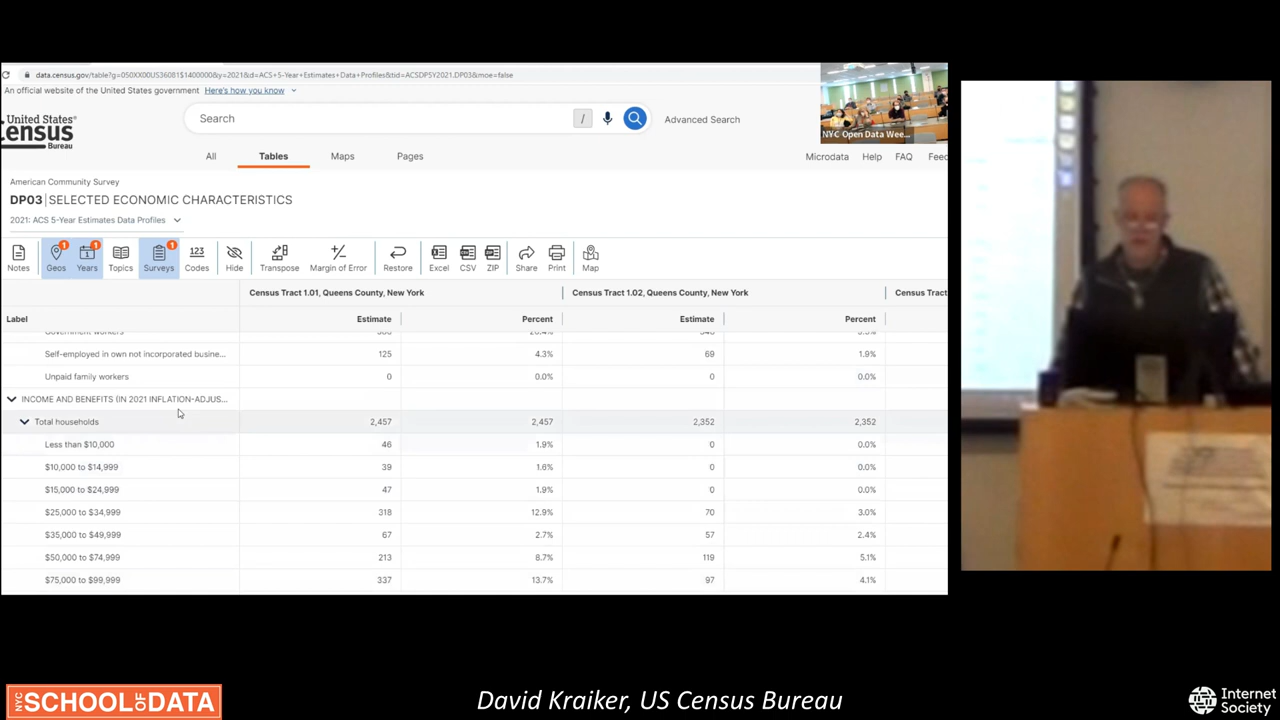 data.census.gov/table?g=050XX00US36081$1400000&y=2021&d=ACS+5-Year+Estimates+Data+Profiles&tid=ACSDP5Y2021.DP03&moe=false
An official website of the United States government Here's how you know
United States®
Census
Bureau
Search
/
Advanced Search
NYC Open Data Wee...
All Tables Maps Pages
Microdata Help FAQ Feec
American Community Survey
DP03 | SELECTED ECONOMIC CHARACTERISTICS
2021: ACS 5-Year Estimates Data Profiles
1 1 1 123
Notes Geos Years Topics Surveys Codes Hide Transpose Margin of Error Restore Excel CSV ZIP Share Print Map
Census Tract 1.01, Queens County, New York Census Tract 1.02, Queens County, New York Census Tract
Label Estimate Percent Estimate Percent
Government workers
Self-employed in own not incorporated busine... 125 4.3% 69 1.9%
Unpaid family workers 0 0.0% 0 0.0%
INCOME AND BENEFITS (IN 2021 INFLATION-ADJUS...
Total households 2,457 2,457 2,352 2,352
Less than $10,000 46 1.9% 0 0.0%
$10,000 to $14,999 39 1.6% 0 0.0%
$15,000 to $24,999 47 1.9% 0 0.0%
$25,000 to $34,999 318 12.9% 70 3.0%
$35,000 to $49,999 67 2.7% 57 2.4%
$50,000 to $74,999 213 8.7% 119 5.1%
$75,000 to $99,999 337 13.7% 97 4.1%
NYC SCHOOL OF DATA
David Kraiker, US Census Bureau
Internet
Society